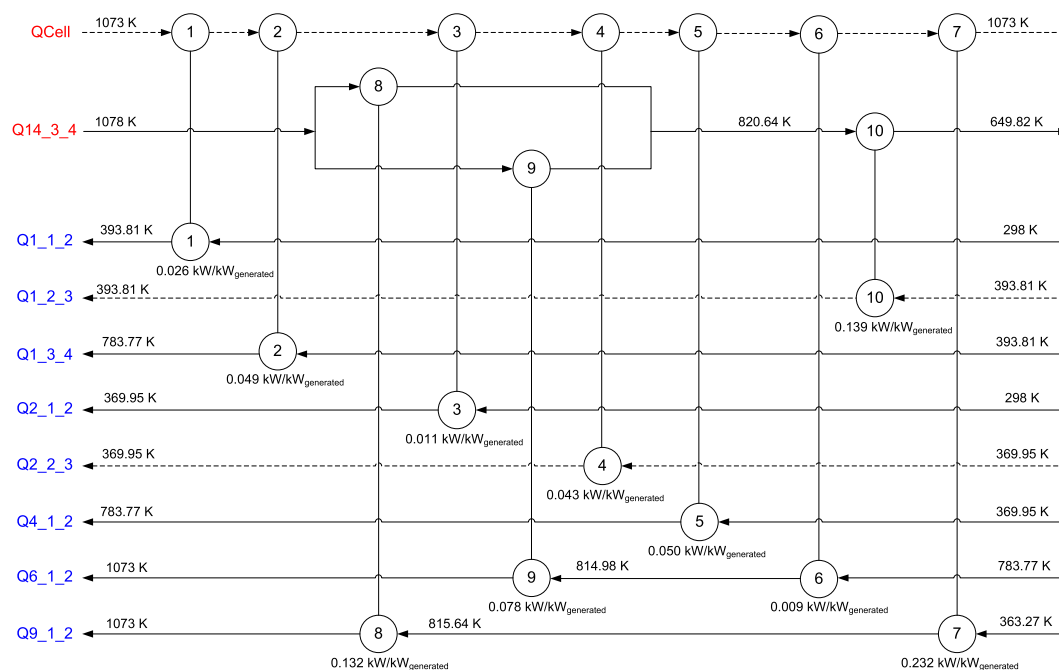 QCell 1073 K 1 2 3 4 5 6 7 1073 K
8
Q14_3_4 1078 K 820.64 K 10 649.82 K
9
Q1_1_2 393.81 K 1 298 K
0.026 kW/kWgenerated
Q1_2_3 393.81 K 10 393.81 K
0.139 kW/kWgenerated
Q1_3_4 783.77 K 2 393.81 K
0.049 kW/kWgenerated
Q2_1_2 369.95 K 3 298 K
0.011 kW/kWgenerated
Q2_2_3 369.95 K 4 369.95 K
0.043 kW/kWgenerated
Q4_1_2 783.77 K 5 369.95 K
0.050 kW/kWgenerated
Q6_1_2 1073 K 9 814.98 K 6 783.77 K
0.078 kW/kWgenerated 0.009 kW/kWgenerated
Q9_1_2 1073 K 8 815.64 K 7 363.27 K
0.132 kW/kWgenerated 0.232 kW/kWgenerated